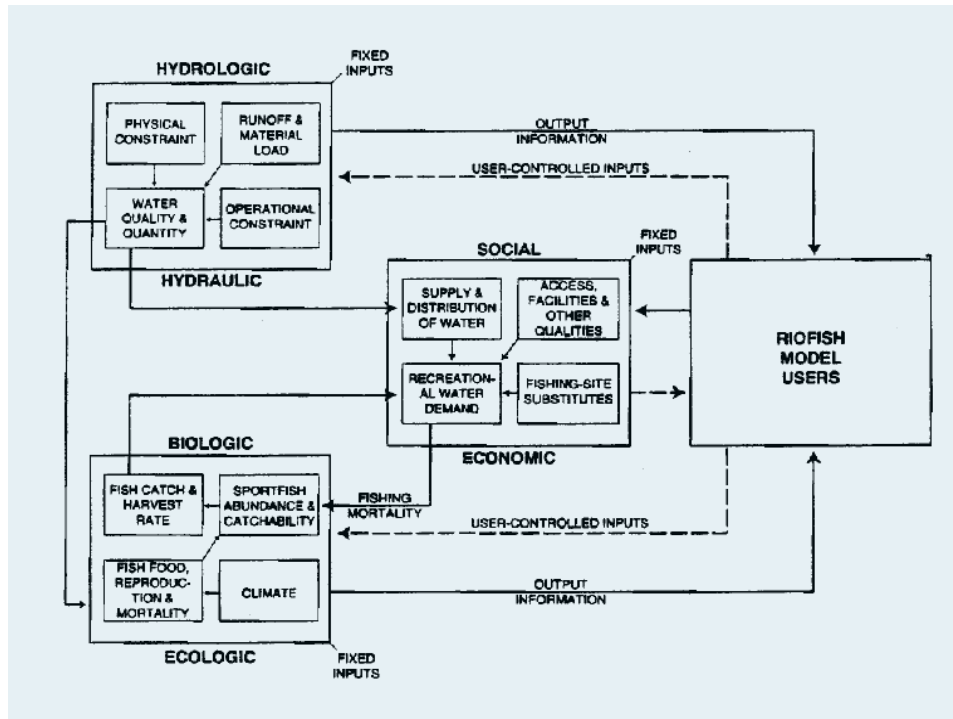 FIXED
INPUTS
HYDROLOGIC
PHYSICAL
CONSTRAINT
RUNOFF &
MATERIAL
LOAD
WATER
QUALITY &
QUANTITY
OPERATIONAL
CONSTRAINT
HYDRAULIC
OUTPUT
INFORMATION
USER-CONTROLLED INPUTS
FIXED
INPUTS
SOCIAL
SUPPLY &
DISTRIBUTION
OF WATER
ACCESS,
FACILITIES &
OTHER
QUALITIES
RECREATION-
AL WATER
DEMAND
FISHING-SITE
SUBSTITUTES
ECONOMIC
RIOFISH
MODEL
USERS
BIOLOGIC
FISH CATCH &
HARVEST
RATE
SPORTFISH
ABUNDANCE &
CATCHABILITY
FISHING
MORTALITY
FISH FOOD,
REPRODUC-
TION &
MORTALITY
CLIMATE
ECOLOGIC
USER-CONTROLLED INPUTS
OUTPUT
INFORMATION
FIXED
INPUTS